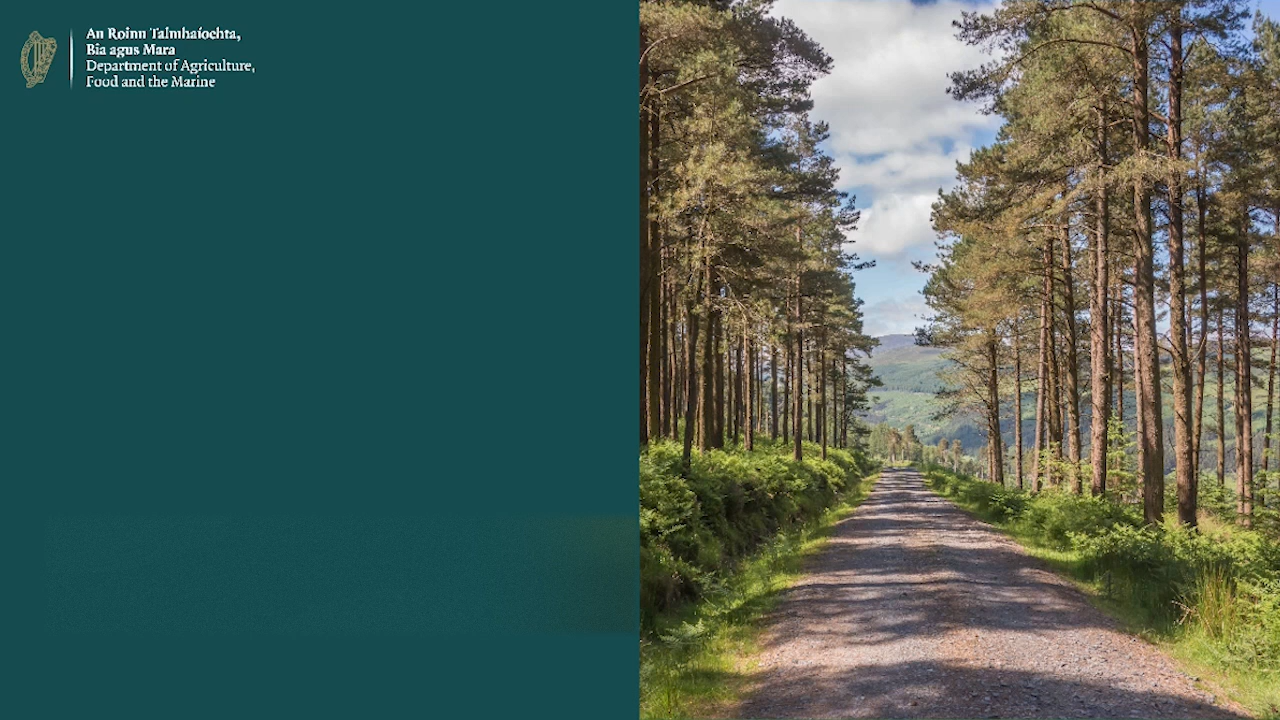 An Roinn Talmhaíochta,
Bia agus Mara
Department of Agriculture,
Food and the Marine